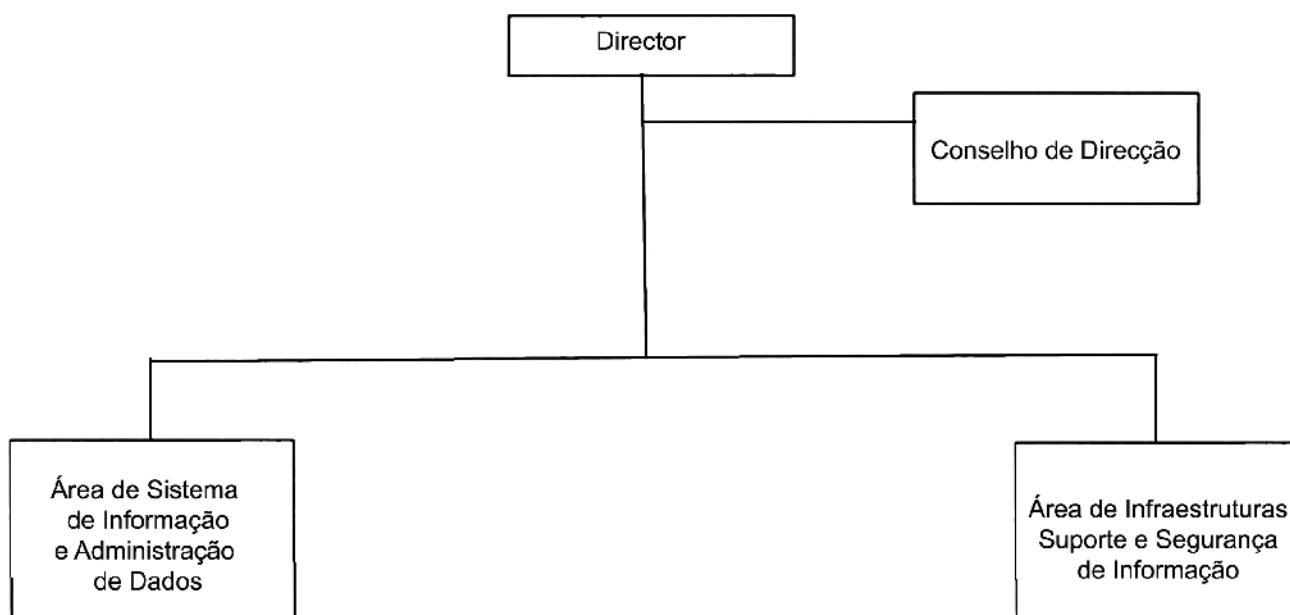 Director
Conselho de Direcção
Área de Sistema
de Informação
e Administração
de Dados
Área de Infraestruturas
Suporte e Segurança
de Informação